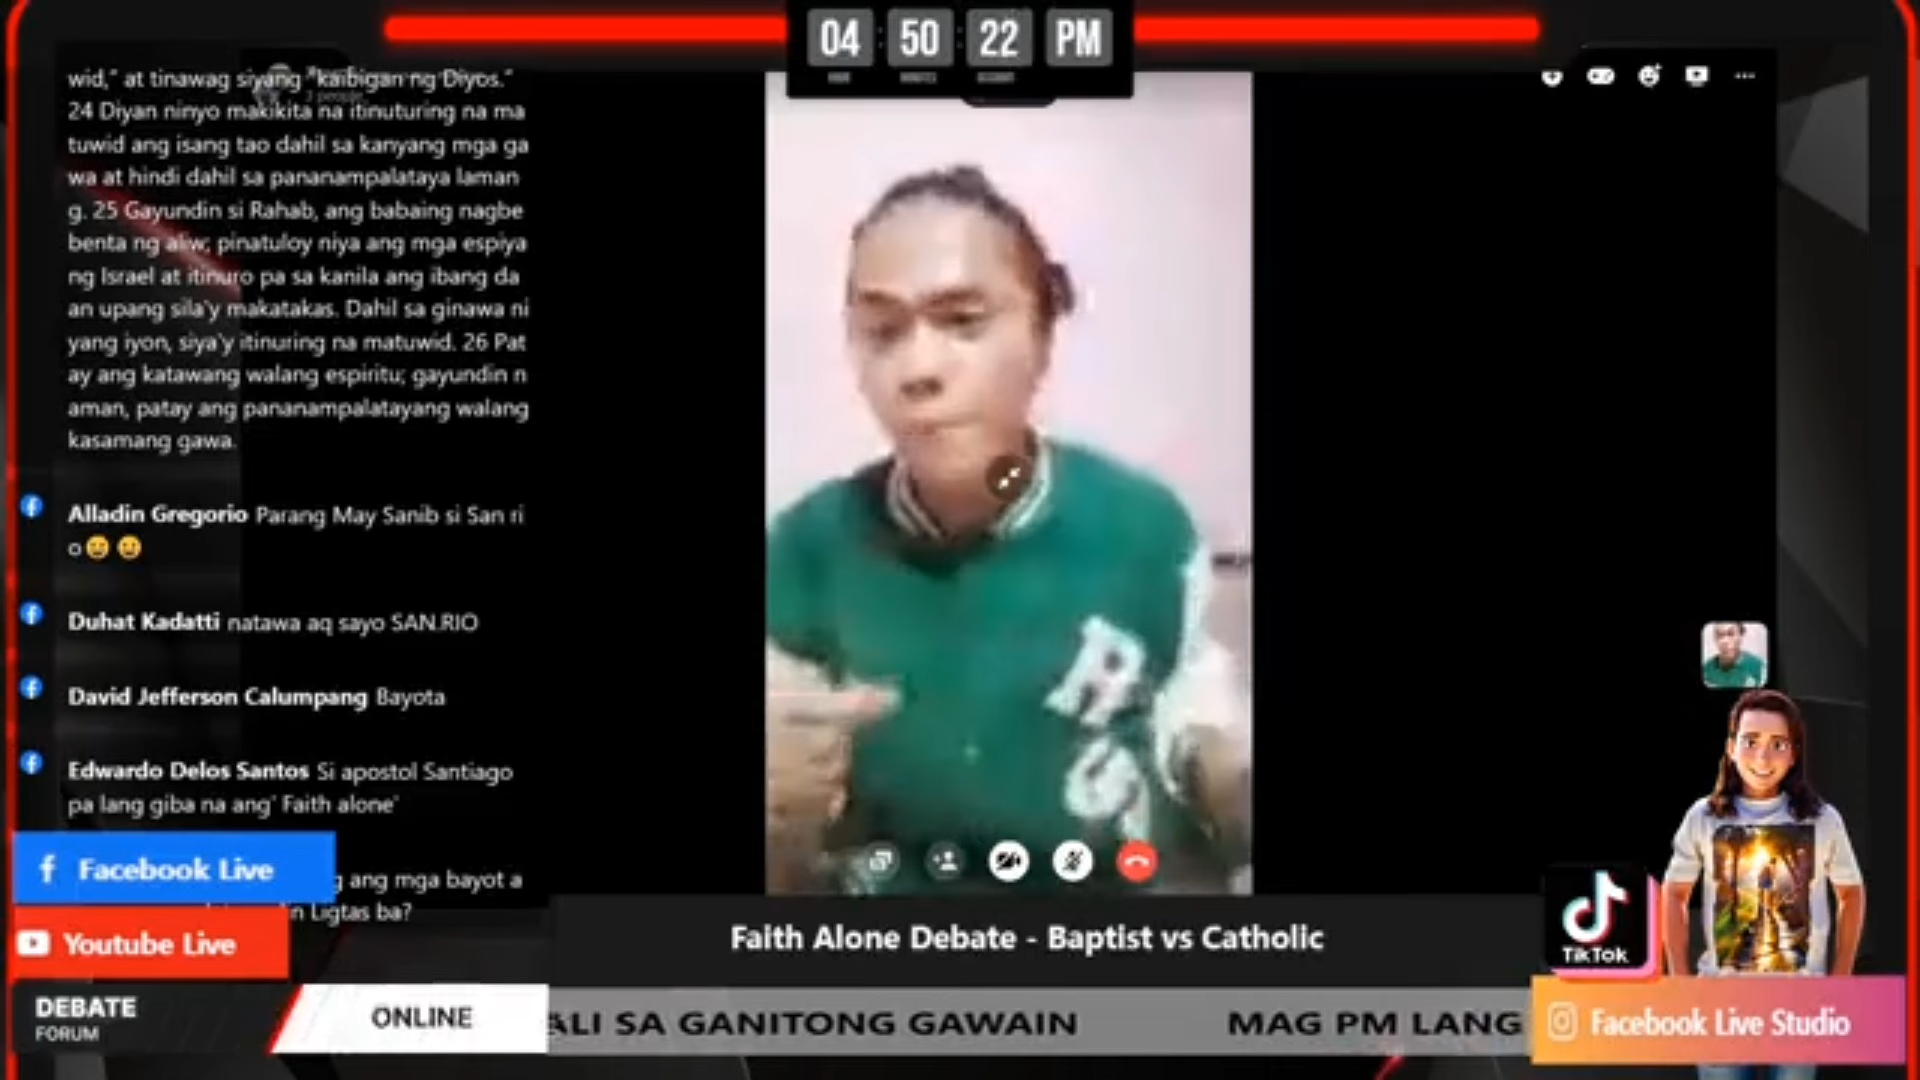 04 : 50 : 22 PM
wid," at tinawag siyang "kaibigan ng Diyos."
24 Diyan ninyo makikita na itinuturing na ma
tuwid ang isang tao dahil sa kanyang mga ga
wa at hindi dahil sa pananampalataya laman
g. 25 Gayundin si Rahab, ang babaing nagbe
benta ng aliw; pinatuloy niya ang mga espiya
ng Israel at itinuro pa sa kanila ang ibang da
an upang sila'y makatakas. Dahil sa ginawa ni
yang iyon, siya'y itinuring na matuwid. 26 Pat
ay ang katawang walang espiritu; gayundin n
aman, patay ang pananampalatayang walang
kasamang gawa.
Alladin Gregorio Parang May Sanib si San ri
o😀 😀
Duhat Kadatti natawa aq sayo SAN.RIO
David Jefferson Calumpang Bayota
Edwardo Delos Santos Si apostol Santiago
pa lang giba na ang' Faith alone'
g ang mga bayot a
in Ligtas ba?
R
S
Facebook Live
Youtube Live
Faith Alone Debate - Baptist vs Catholic
TikTok
DEBATE
FORUM
ONLINE
ALI SA GANITONG GAWAIN MAG PM LANG
Facebook Live Studio